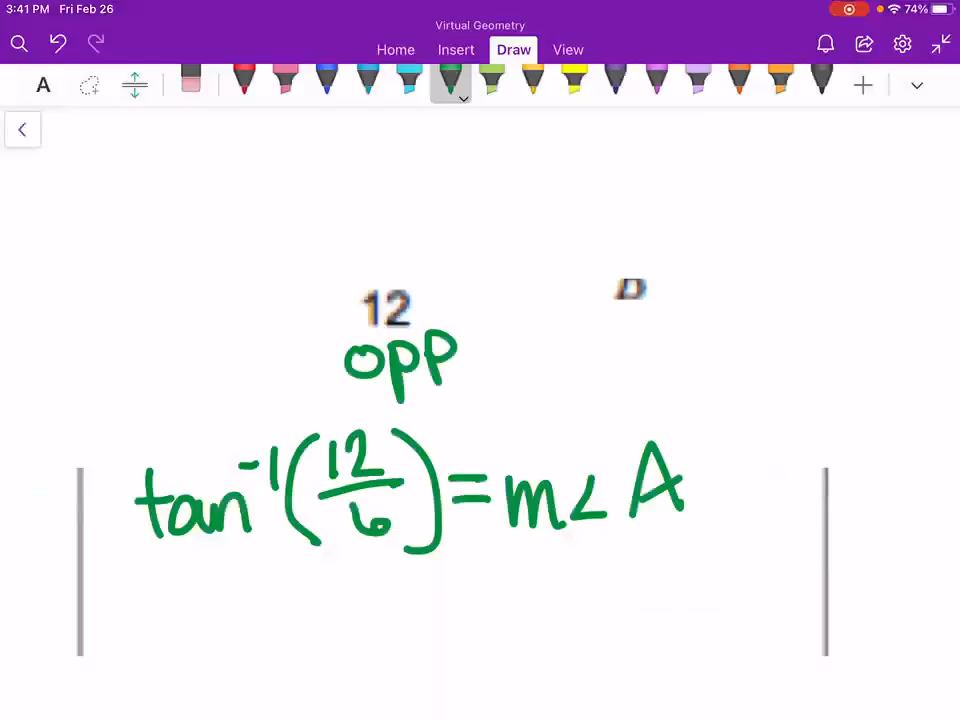 3:41 PM Fri Feb 26 74%
Virtual Geometry
Home Insert Draw View
A
12
opp
tan⁻¹(12/6) = m∠A